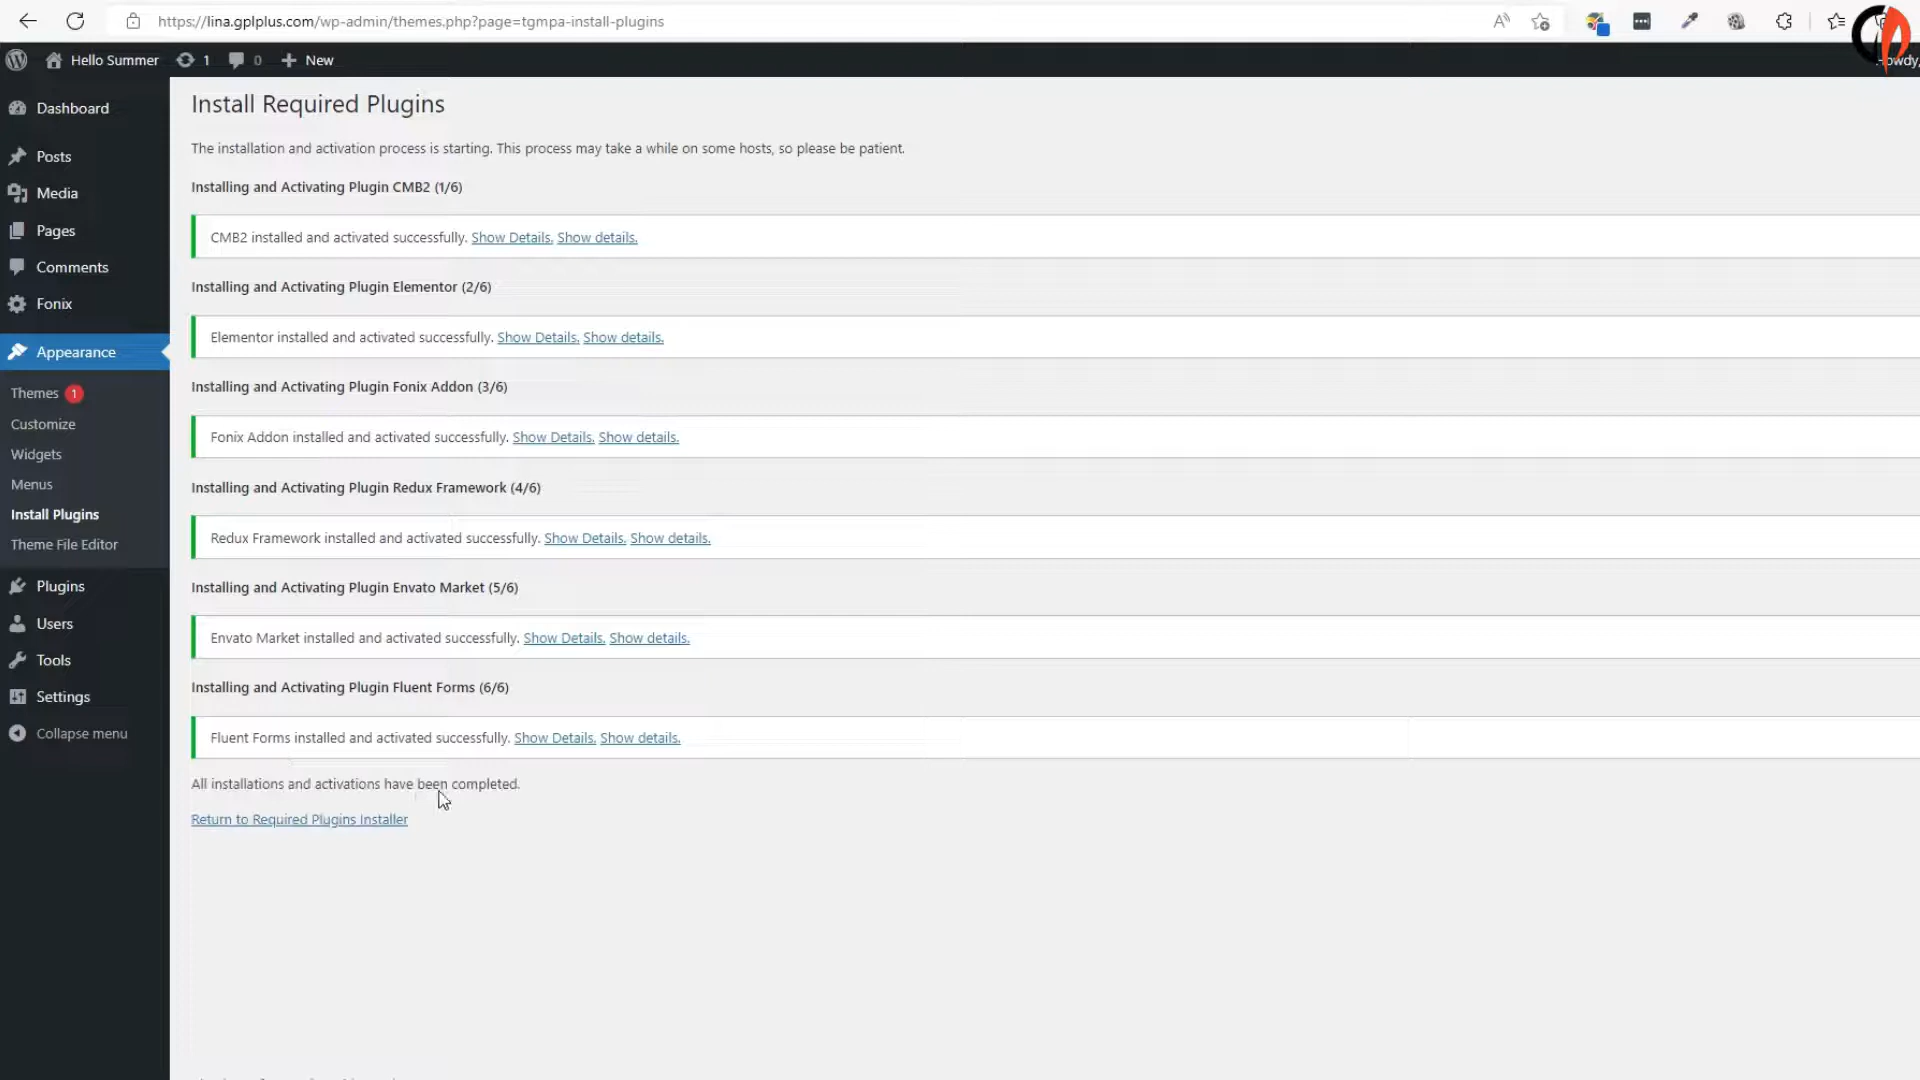 https://lina.gplplus.com/wp-admin/themes.php?page=tgmpa-install-plugins
Hello Summer 1 0 New
Dashboard
Posts
Media
Pages
Comments
Fonix
Appearance
Themes 1
Customize
Widgets
Menus
Install Plugins
Theme File Editor
Plugins
Users
Tools
Settings
Collapse menu
Install Required Plugins
The installation and activation process is starting. This process may take a while on some hosts, so please be patient.
Installing and Activating Plugin CMB2 (1/6)
CMB2 installed and activated successfully. Show Details. Show details.
Installing and Activating Plugin Elementor (2/6)
Elementor installed and activated successfully. Show Details. Show details.
Installing and Activating Plugin Fonix Addon (3/6)
Fonix Addon installed and activated successfully. Show Details. Show details.
Installing and Activating Plugin Redux Framework (4/6)
Redux Framework installed and activated successfully. Show Details. Show details.
Installing and Activating Plugin Envato Market (5/6)
Envato Market installed and activated successfully. Show Details. Show details.
Installing and Activating Plugin Fluent Forms (6/6)
Fluent Forms installed and activated successfully. Show Details. Show details.
All installations and activations have been completed.
Return to Required Plugins Installer